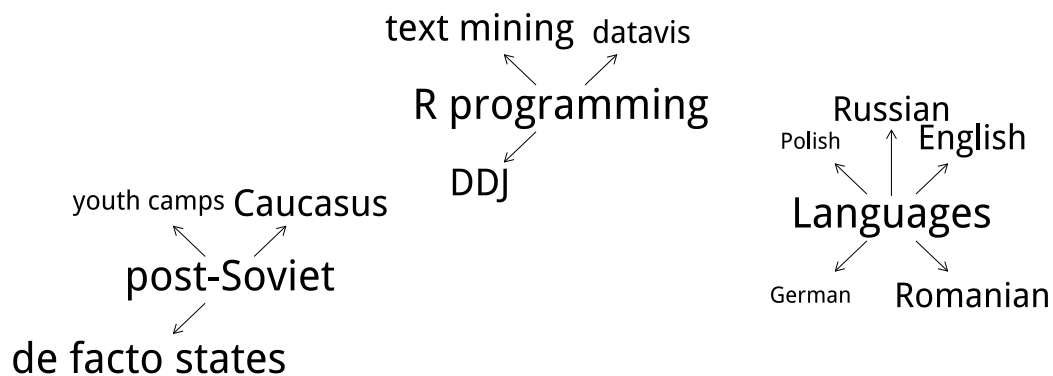 text mining
datavis
R programming
DDJ
Russian
Polish
English
Languages
German
Romanian
youth camps
Caucasus
post-Soviet
de facto states